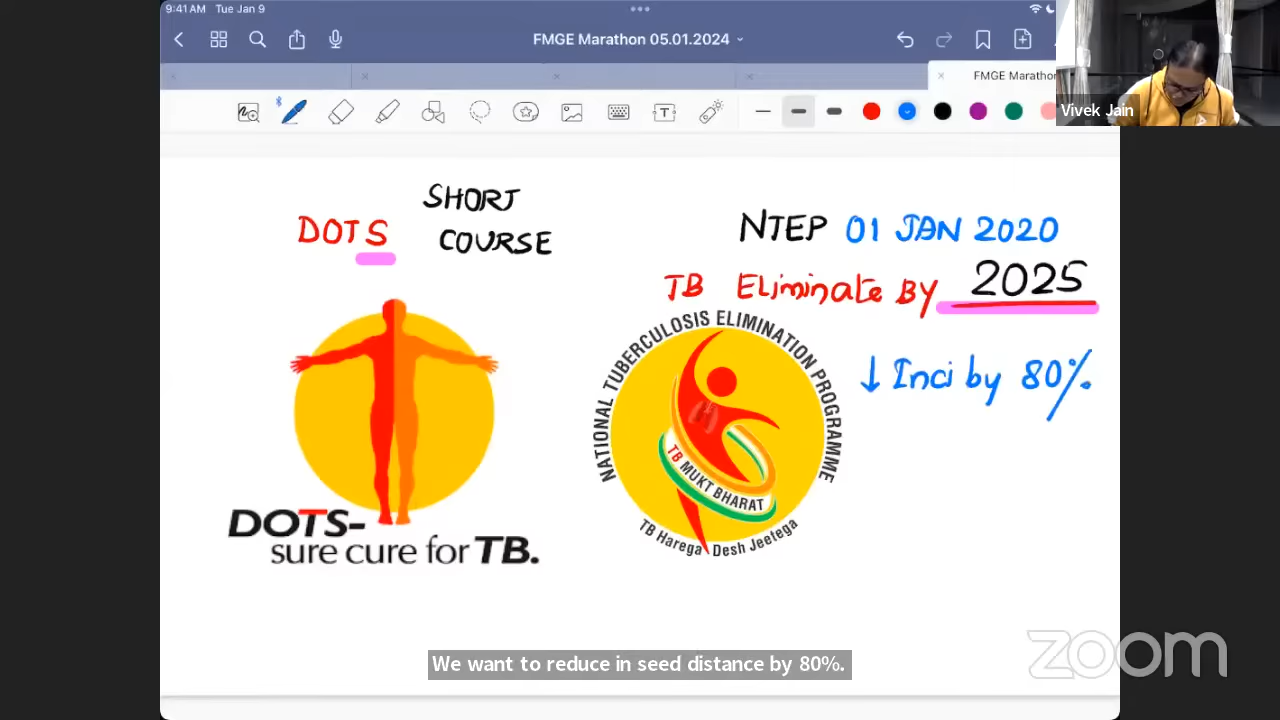 9:41 AM Tue Jan 9
FMGE Marathon 05.01.2024
FMGE Marathon
Vivek Jain
DOTS
SHORT
COURSE
NTEP 01 JAN 2020
TB Eliminate By 2025
↓ Inci by 80%.
DOTS-
sure cure for TB.
NATIONAL TUBERCULOSIS ELIMINATION PROGRAMME
TB MUKT BHARAT
TB Harega Desh Jeetega
We want to reduce in seed distance by 80%.
zoom